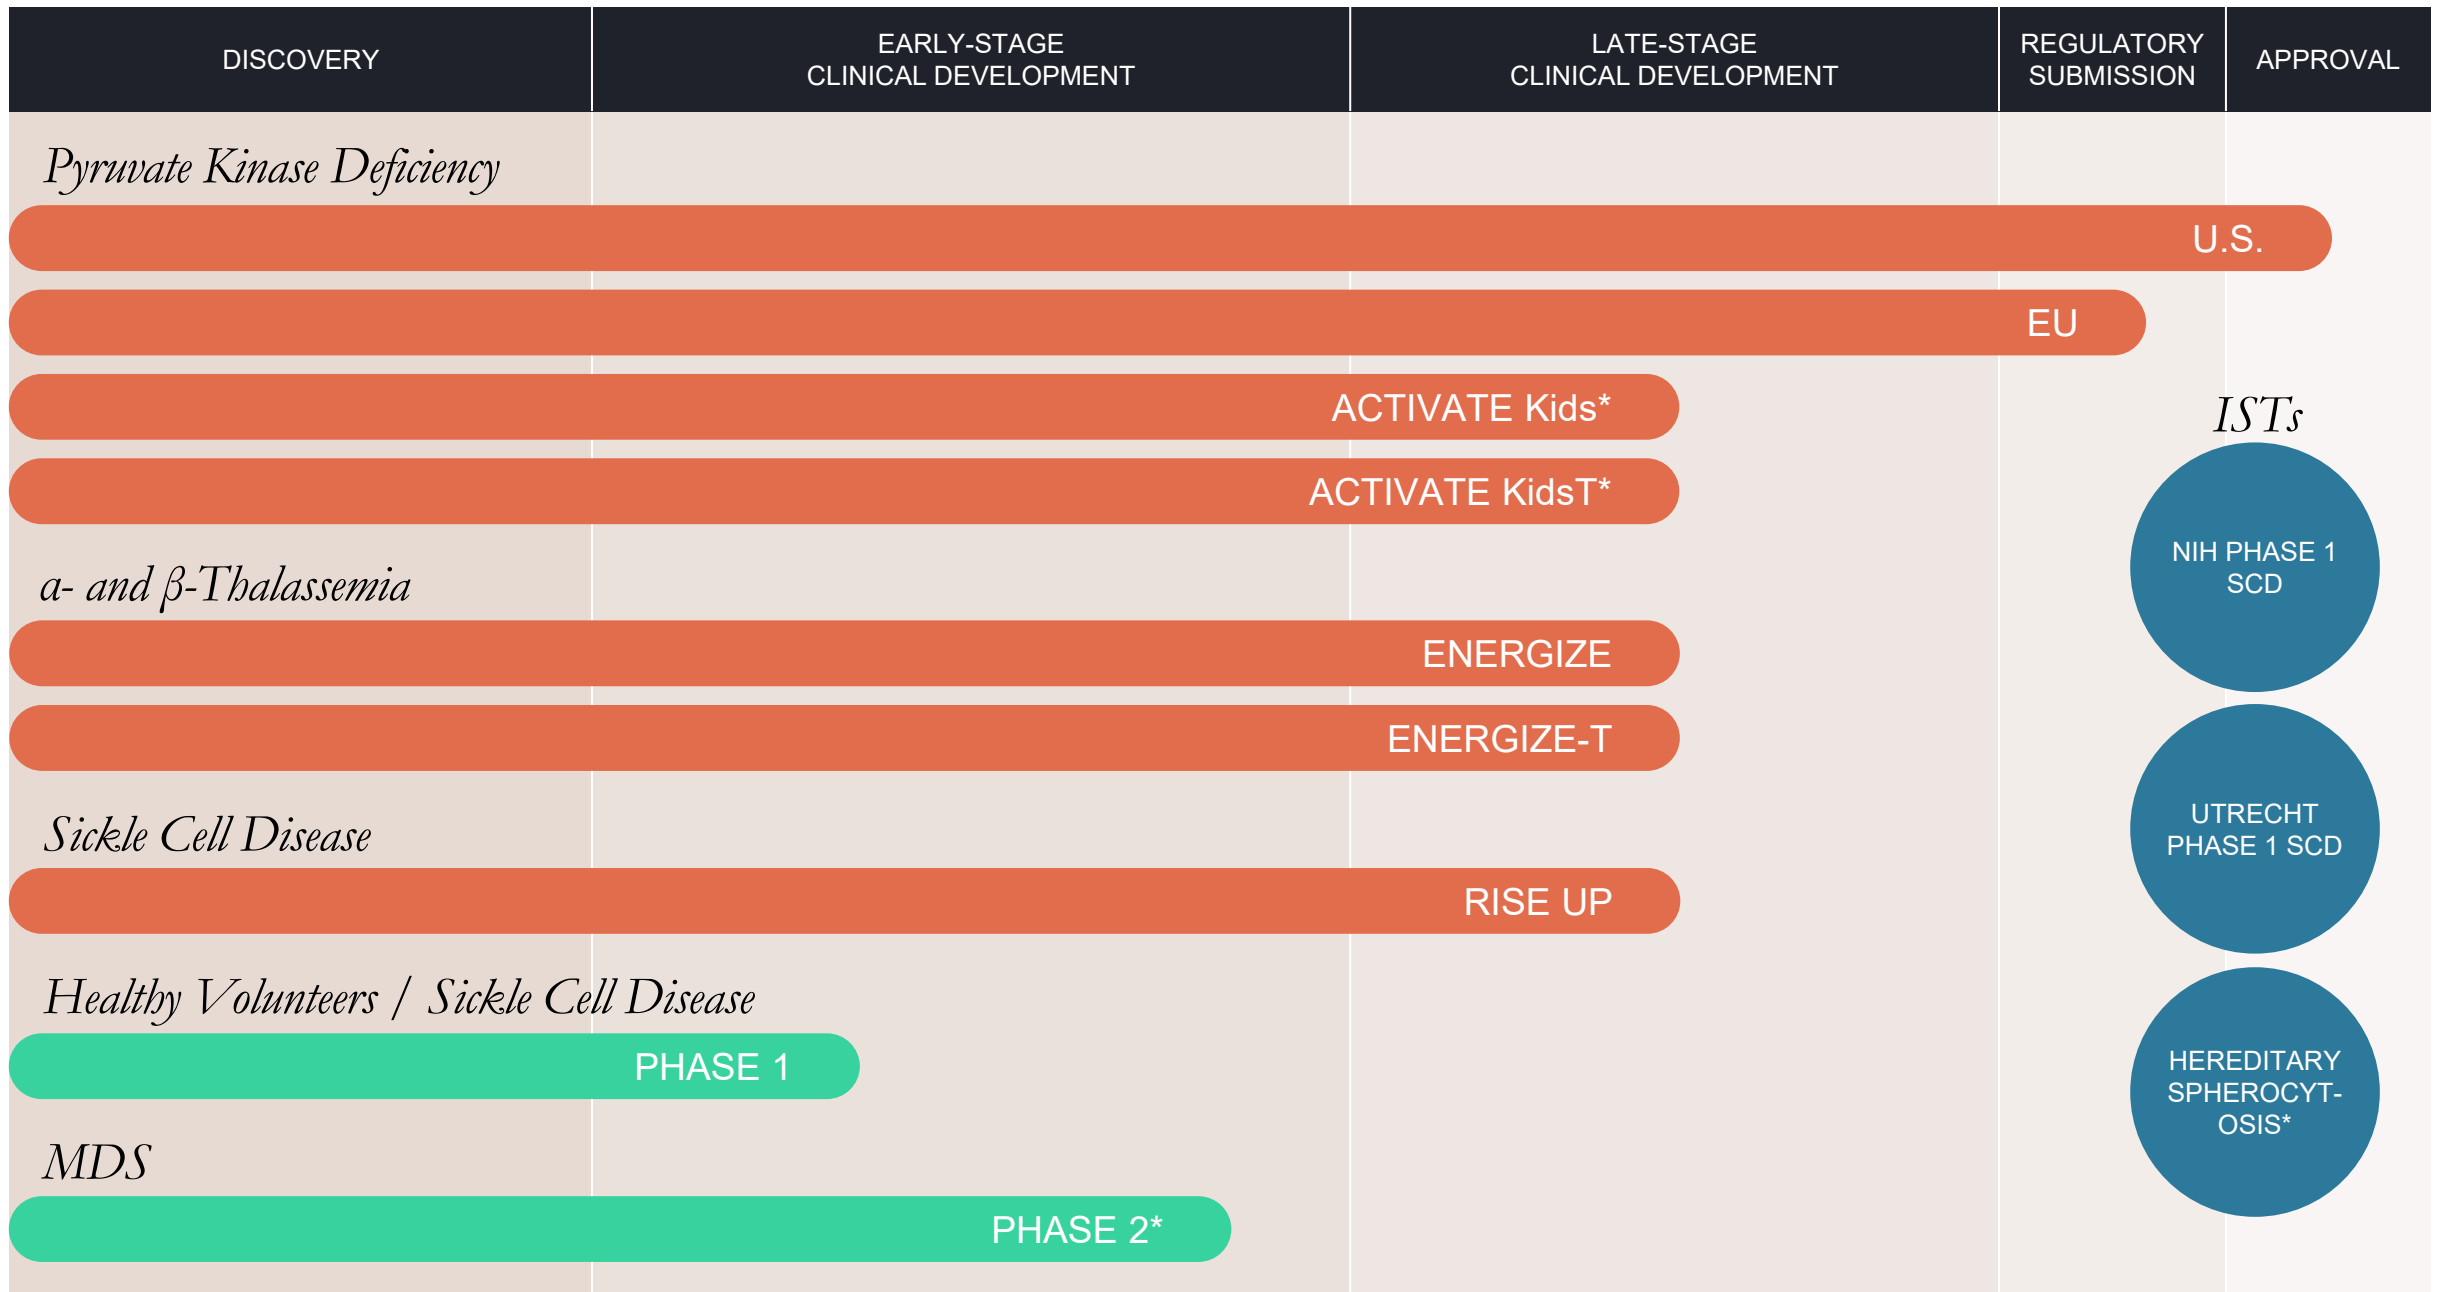 DISCOVERY
EARLY-STAGE
CLINICAL DEVELOPMENT
LATE-STAGE
CLINICAL DEVELOPMENT
REGULATORY
SUBMISSION
APPROVAL
Pyruvate Kinase Deficiency
U.S.
EU
ACTIVATE Kids*
ACTIVATE KidsT*
α- and β-Thalassemia
ENERGIZE
ENERGIZE-T
Sickle Cell Disease
RISE UP
Healthy Volunteers / Sickle Cell Disease
PHASE 1
MDS
PHASE 2*
ISTs
NIH PHASE 1
SCD
UTRECHT
PHASE 1 SCD
HEREDITARY
SPHEROCYT-
OSIS*